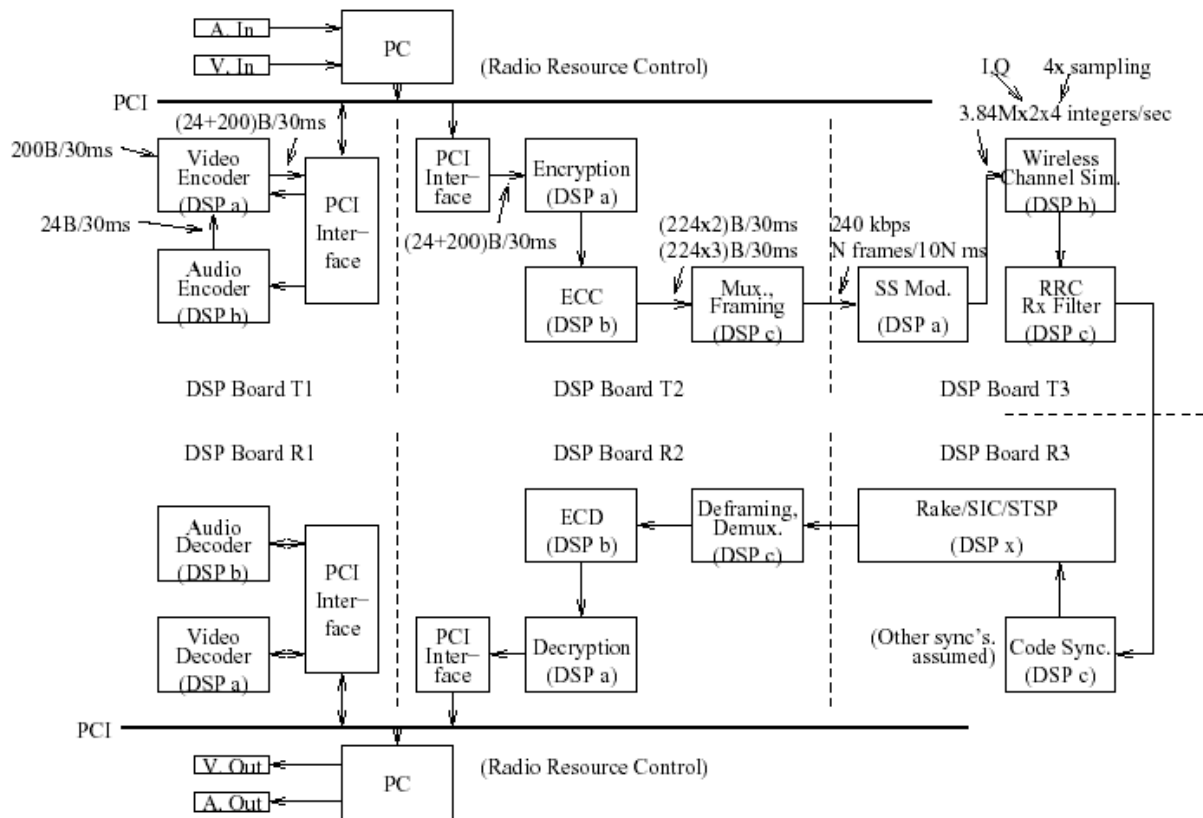 A. In
V. In
PC
(Radio Resource Control)
I,Q
4x sampling
PCI
3.84Mx2x4 integers/sec
(24+200)B/30ms
200B/30ms
Video
Encoder
(DSP a)
PCI
Inter−
face
24B/30ms
Audio
Encoder
(DSP b)
PCI
Inter−
face
Encryption
(DSP a)
(24+200)B/30ms
ECC
(DSP b)
(224x2)B/30ms
(224x3)B/30ms
Mux.,
Framing
(DSP c)
240 kbps
N frames/10N ms
SS Mod.
(DSP a)
Wireless
Channel Sim.
(DSP b)
RRC
Rx Filter
(DSP c)
DSP Board T1
DSP Board T2
DSP Board T3
DSP Board R1
DSP Board R2
DSP Board R3
Audio
Decoder
(DSP b)
PCI
Inter−
face
Video
Decoder
(DSP a)
ECD
(DSP b)
Deframing,
Demux.
(DSP c)
Rake/SIC/STSP
(DSP x)
PCI
Inter−
face
Decryption
(DSP a)
(Other sync's.
assumed)
Code Sync.
(DSP c)
PCI
V. Out
A. Out
PC
(Radio Resource Control)